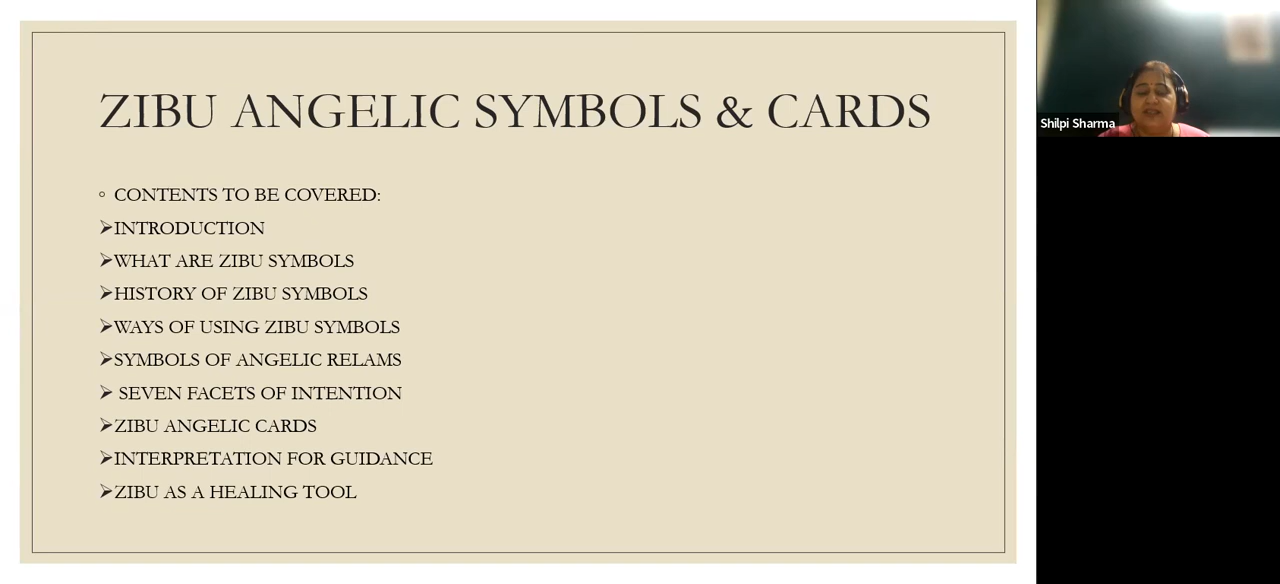 ZIBU ANGELIC SYMBOLS & CARDS
◦ CONTENTS TO BE COVERED:
➢INTRODUCTION
➢WHAT ARE ZIBU SYMBOLS
➢HISTORY OF ZIBU SYMBOLS
➢WAYS OF USING ZIBU SYMBOLS
➢SYMBOLS OF ANGELIC RELAMS
➢ SEVEN FACETS OF INTENTION
➢ZIBU ANGELIC CARDS
➢INTERPRETATION FOR GUIDANCE
➢ZIBU AS A HEALING TOOL
Shilpi Sharma